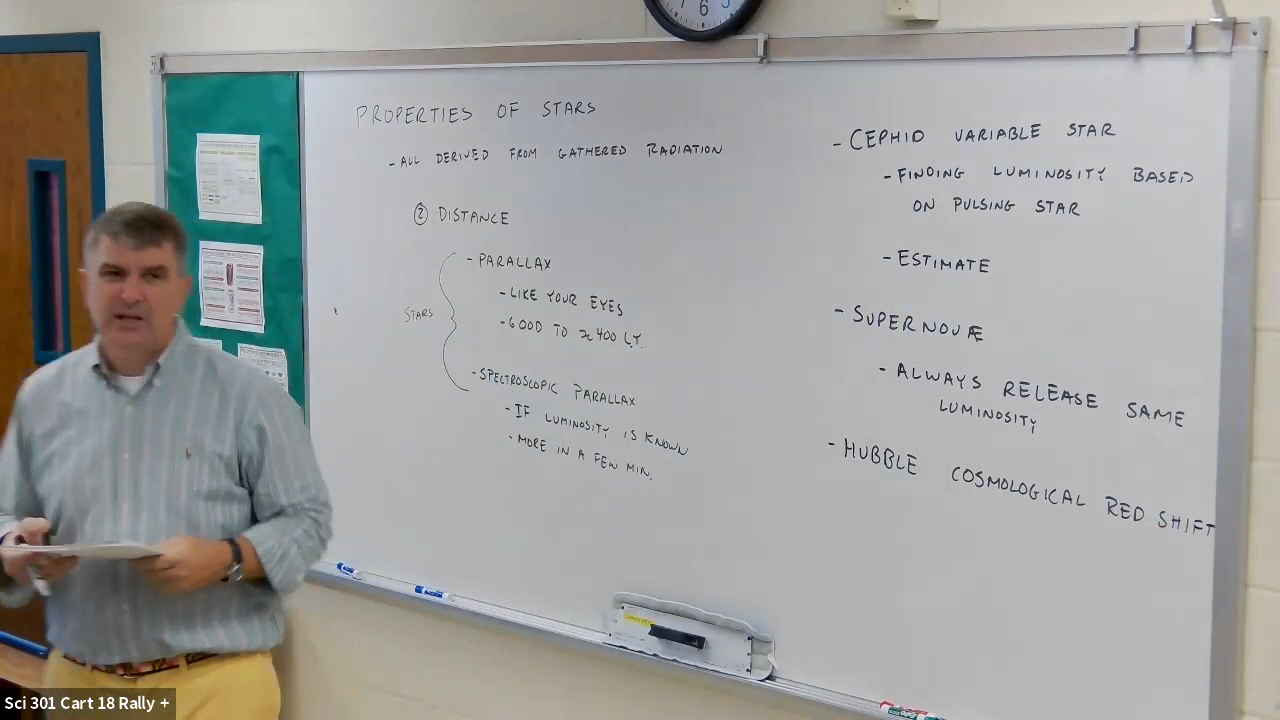 PROPERTIES OF STARS
- ALL DERIVED FROM GATHERED RADIATION
② DISTANCE
STARS
- PARALLAX
- LIKE YOUR EYES
- GOOD TO ≈ 400 LY.
- SPECTROSCOPIC PARALLAX
- IF LUMINOSITY IS KNOWN
- MORE IN A FEW MIN.
- CEPHID VARIABLE STAR
- FINDING LUMINOSITY BASED
ON PULSING STAR
- ESTIMATE
- SUPERNOVÆ
- ALWAYS RELEASE SAME
LUMINOSITY
- HUBBLE COSMOLOGICAL RED SHIFT
6
Sci 301 Cart 18 Rally +